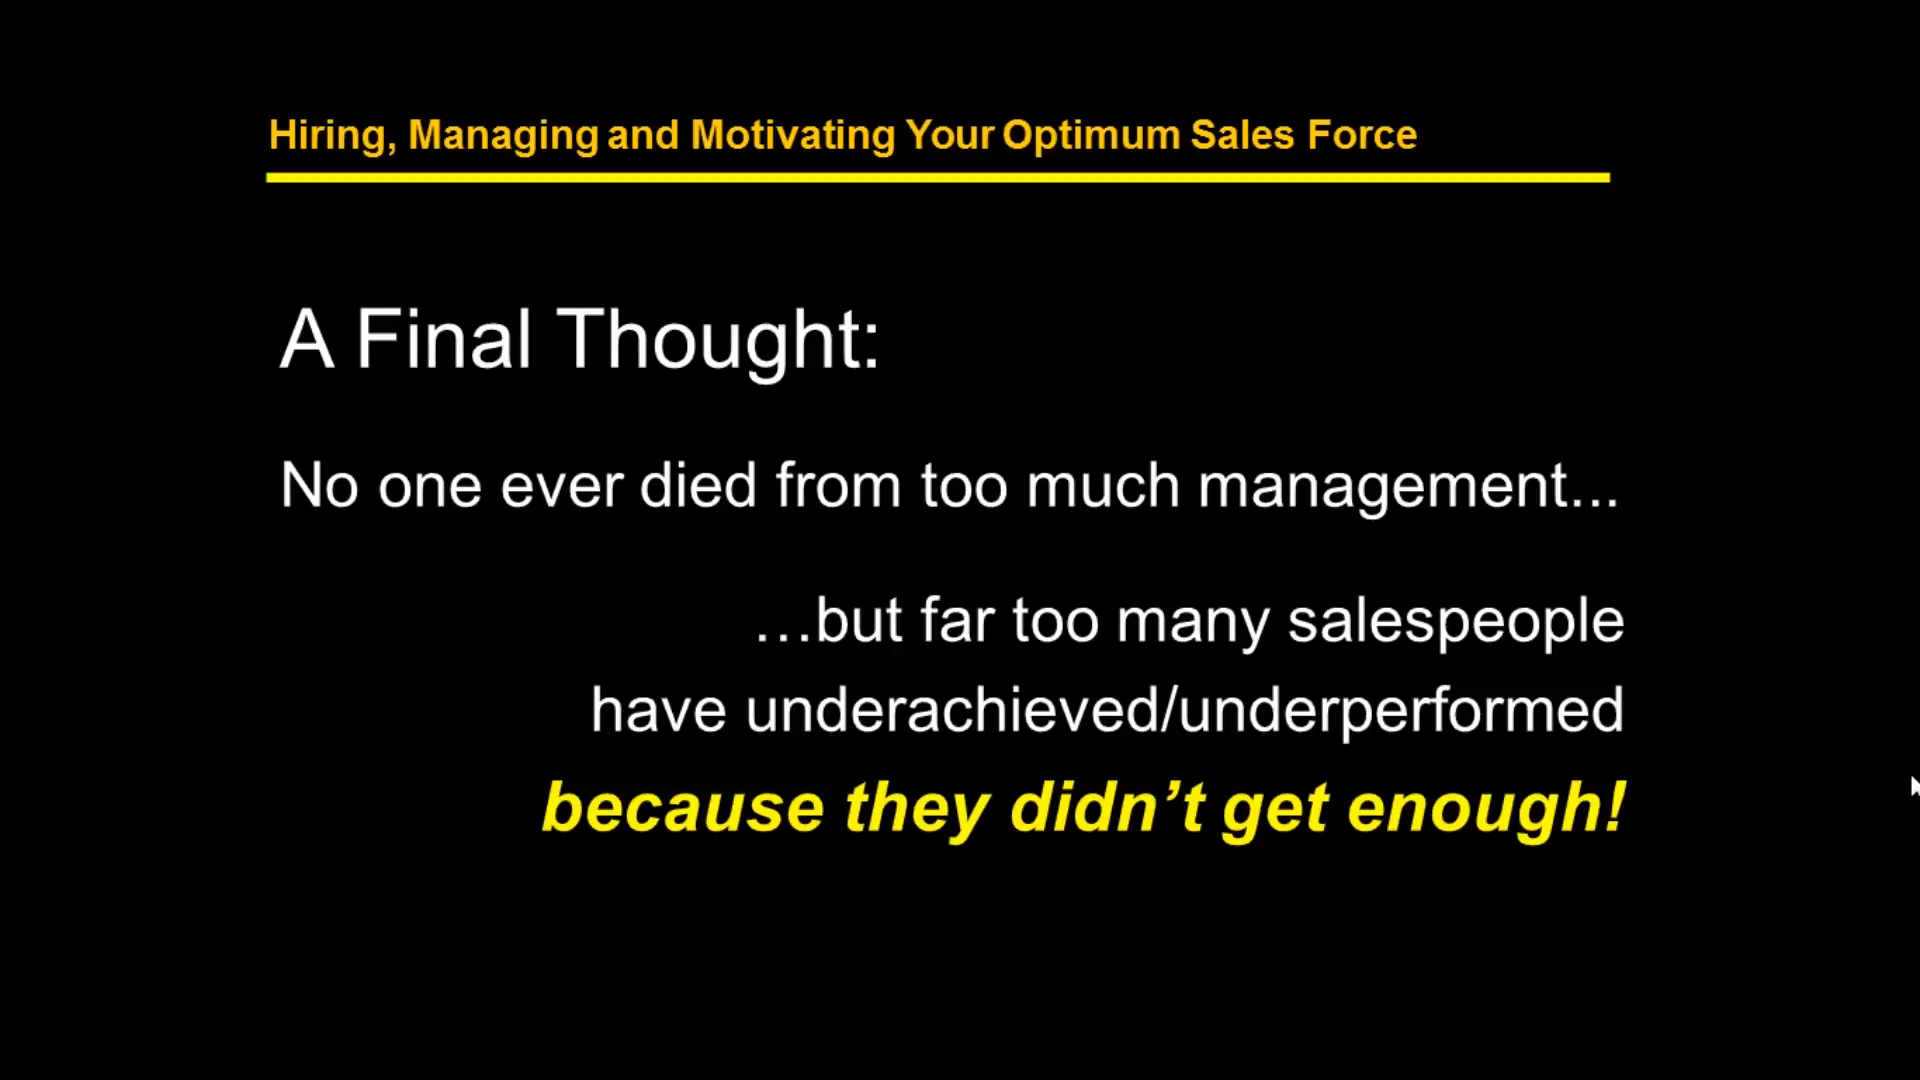 Hiring, Managing and Motivating Your Optimum Sales Force
A Final Thought:
No one ever died from too much management...
…but far too many salespeople
have underachieved/underperformed
because they didn’t get enough!